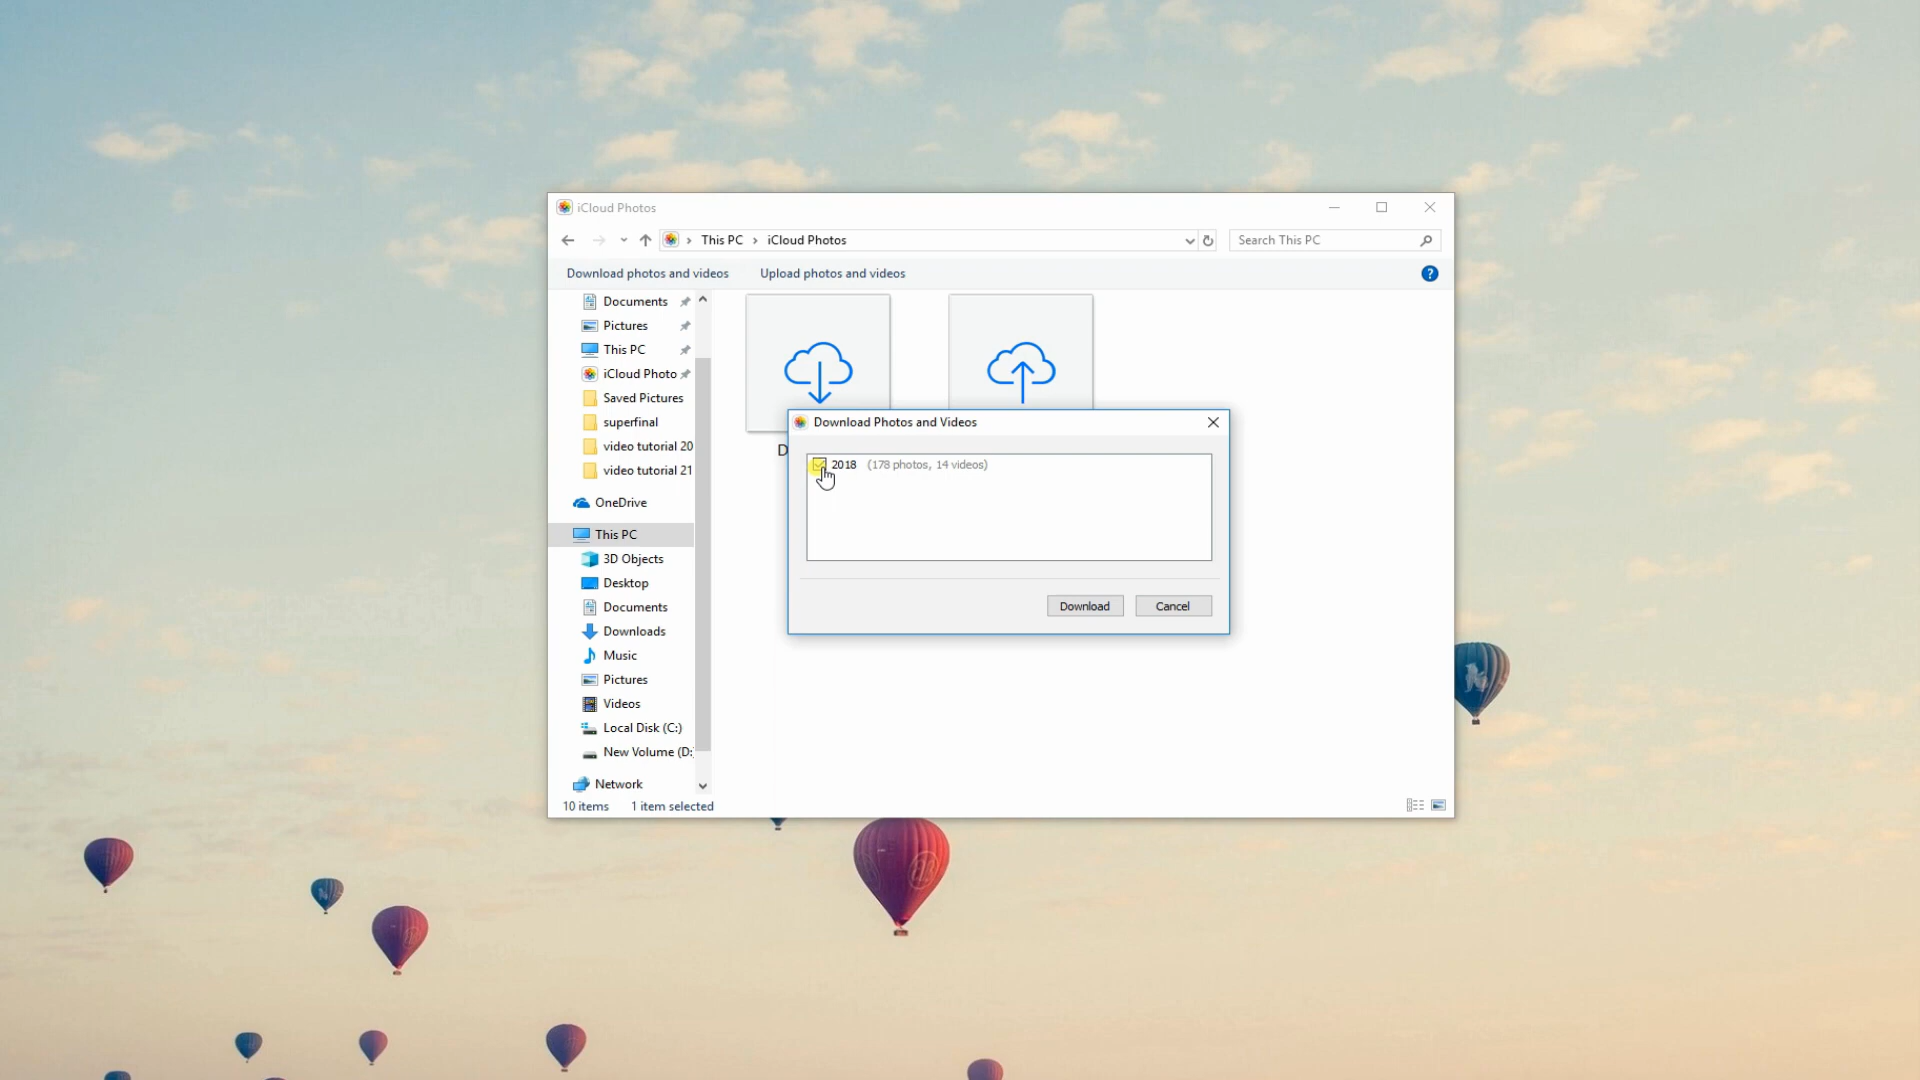 iCloud Photos
This PC > iCloud Photos
Search This PC
Download photos and videos
Upload photos and videos
?
Documents
Pictures
This PC
iCloud Photo
Saved Pictures
superfinal
video tutorial 20
video tutorial 21
OneDrive
This PC
3D Objects
Desktop
Documents
Downloads
Music
Pictures
Videos
Local Disk (C:)
New Volume (D:
Network
10 items
1 item selected
D
Download Photos and Videos
2018 (178 photos, 14 videos)
Download
Cancel